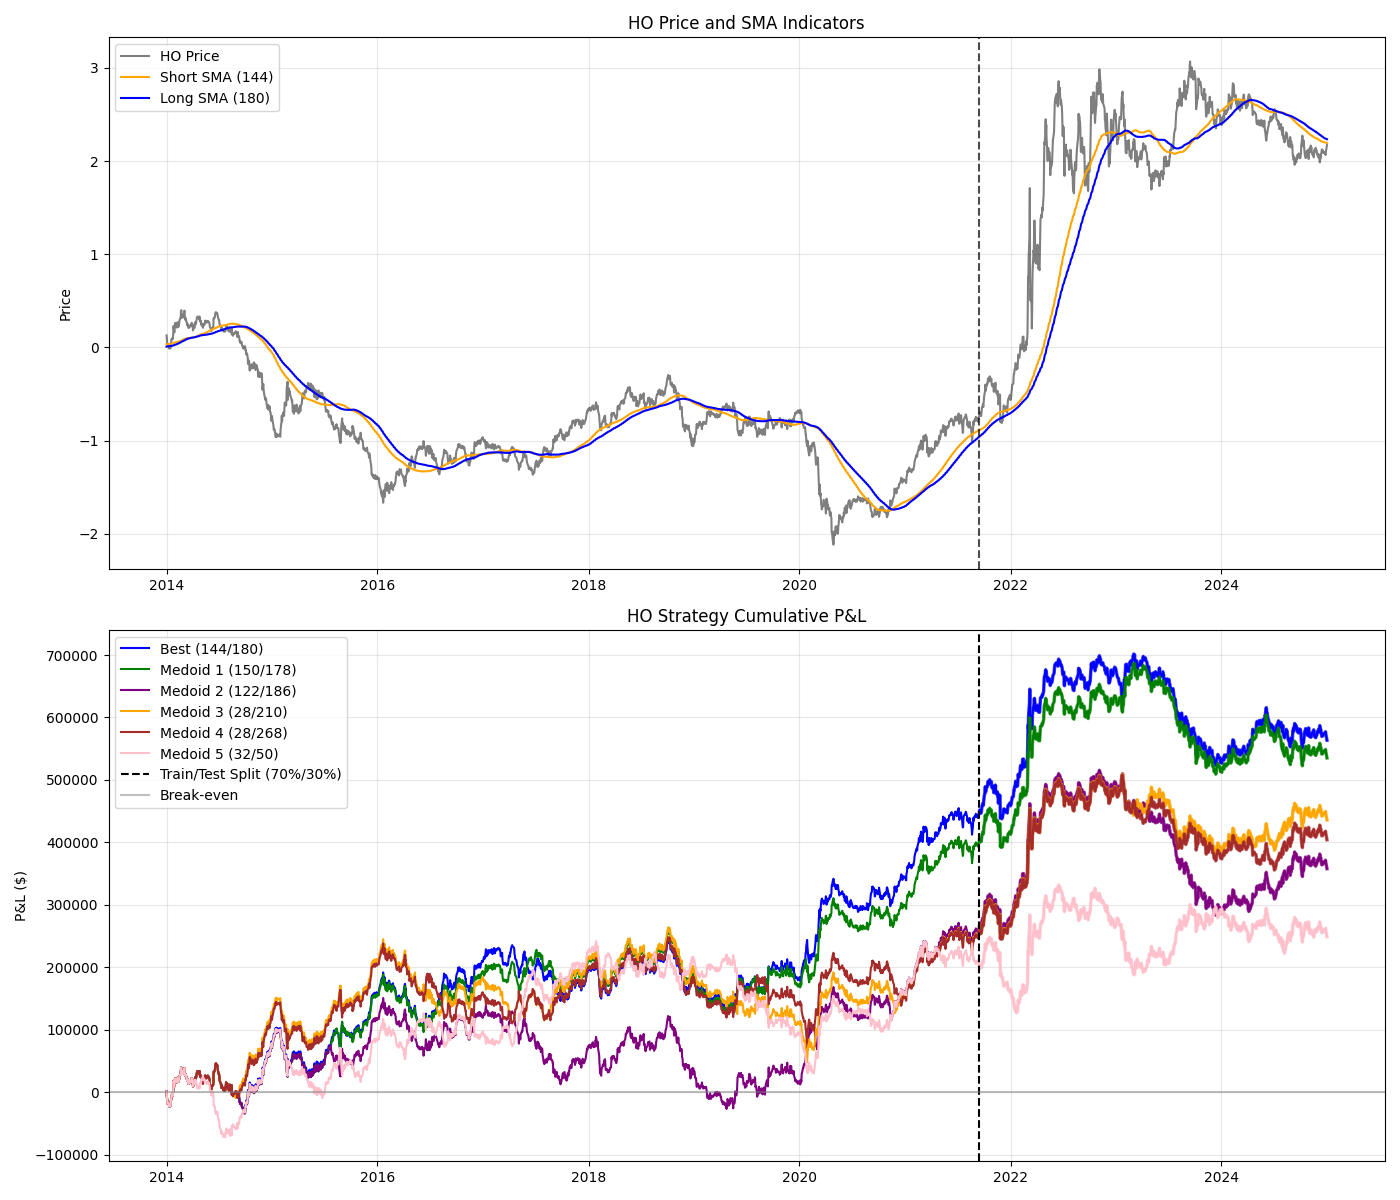 HO Price and SMA Indicators
HO Price
Short SMA (144)
Long SMA (180)
Price
3
2
1
0
−1
−2
2014
2016
2018
2020
2022
2024
HO Strategy Cumulative P&L
Best (144/180)
Medoid 1 (150/178)
Medoid 2 (122/186)
Medoid 3 (28/210)
Medoid 4 (28/268)
Medoid 5 (32/50)
Train/Test Split (70%/30%)
Break-even
P&L ($)
700000
600000
500000
400000
300000
200000
100000
0
−100000
2014
2016
2018
2020
2022
2024